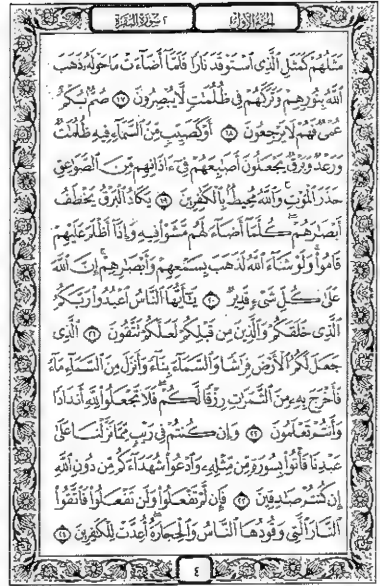 الجزء الأول
٢ سورة البقرة
مَثَلُهُمْ كَمَثَلِ ٱلَّذِى ٱسْتَوْقَدَ نَارًا فَلَمَّآ أَضَآءَتْ مَا حَوْلَهُۥ ذَهَبَ
ٱللَّهُ بِنُورِهِمْ وَتَرَكَهُمْ فِى ظُلُمَٰتٍ لَّا يُبْصِرُونَ ١٧ صُمٌّۢ بُكْمٌ
عُمْىٌ فَهُمْ لَا يَرْجِعُونَ ١٨ أَوْ كَصَيِّبٍ مِّنَ ٱلسَّمَآءِ فِيهِ ظُلُمَٰتٌ
وَرَعْدٌ وَبَرْقٌ يَجْعَلُونَ أَصَٰبِعَهُمْ فِىٓ ءَاذَانِهِم مِّنَ ٱلصَّوَٰعِقِ
حَذَرَ ٱلْمَوْتِ ۚ وَٱللَّهُ مُحِيطٌۢ بِٱلْكَٰفِرِينَ ١٩ يَكَادُ ٱلْبَرْقُ يَخْطَفُ
أَبْصَٰرَهُمْ ۖ كُلَّمَآ أَضَآءَ لَهُم مَّشَوْا۟ فِيهِ وَإِذَآ أَظْلَمَ عَلَيْهِمْ
قَامُوا۟ ۚ وَلَوْ شَآءَ ٱللَّهُ لَذَهَبَ بِسَمْعِهِمْ وَأَبْصَٰرِهِمْ ۚ إِنَّ ٱللَّهَ
عَلَىٰ كُلِّ شَىْءٍ قَدِيرٌ ٢٠ يَٰٓأَيُّهَا ٱلنَّاسُ ٱعْبُدُوا۟ رَبَّكُمُ
ٱلَّذِى خَلَقَكُمْ وَٱلَّذِينَ مِن قَبْلِكُمْ لَعَلَّكُمْ تَتَّقُونَ ٢١ ٱلَّذِى
جَعَلَ لَكُمُ ٱلْأَرْضَ فِرَٰشًا وَٱلسَّمَآءَ بِنَآءً وَأَنزَلَ مِنَ ٱلسَّمَآءِ مَآءً
فَأَخْرَجَ بِهِۦ مِنَ ٱلثَّمَرَٰتِ رِزْقًا لَّكُمْ ۖ فَلَا تَجْعَلُوا۟ لِلَّهِ أَندَادًا
وَأَنتُمْ تَعْلَمُونَ ٢٢ وَإِن كُنتُمْ فِى رَيْبٍ مِّمَّا نَزَّلْنَا عَلَىٰ
عَبْدِنَا فَأْتُوا۟ بِسُورَةٍ مِّن مِّثْلِهِۦ وَٱدْعُوا۟ شُهَدَآءَكُم مِّن دُونِ ٱللَّهِ
إِن كُنتُمْ صَٰدِقِينَ ٢٣ فَإِن لَّمْ تَفْعَلُوا۟ وَلَن تَفْعَلُوا۟ فَٱتَّقُوا۟
ٱلنَّارَ ٱلَّتِى وَقُودُهَا ٱلنَّاسُ وَٱلْحِجَارَةُ ۖ أُعِدَّتْ لِلْكَٰفِرِينَ ٢٤
٤